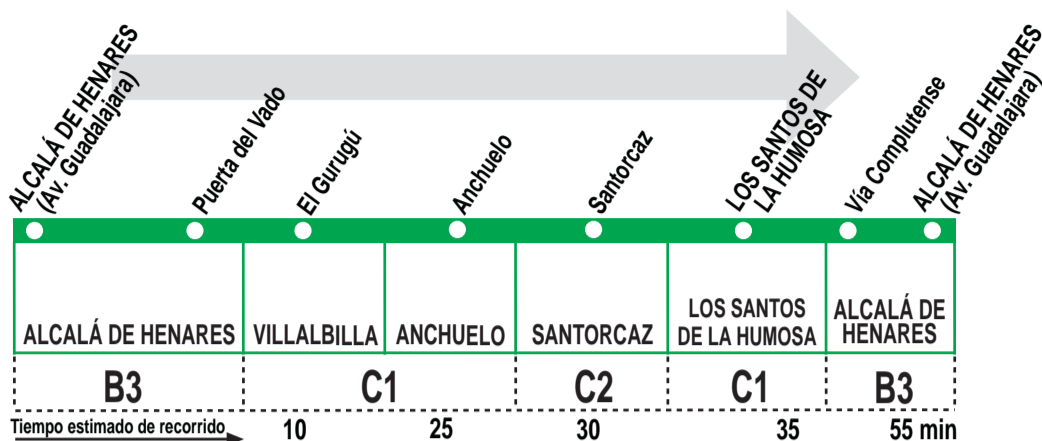 ALCALÁ DE HENARES
(Av. Guadalajara)
Puerta del Vado
El Gurugú
Anchuelo
Santorcaz
LOS SANTOS DE
LA HUMOSA
Vía Complutense
ALCALÁ DE HENARES
(Av. Guadalajara)
ALCALÁ DE HENARES
VILLALBILLA
ANCHUELO
SANTORCAZ
LOS SANTOS
DE LA HUMOSA
ALCALÁ DE
HENARES
B3
C1
C2
C1
B3
Tiempo estimado de recorrido
10
25
30
35
55 min